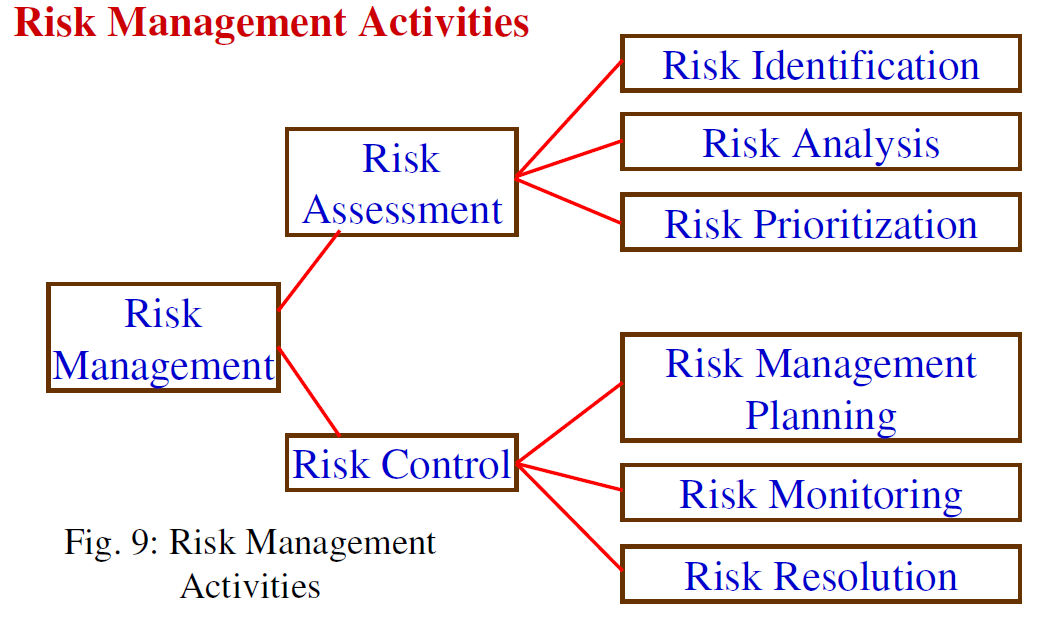 Risk Management Activities
Risk Identification
Risk Analysis
Risk Prioritization
Risk
Assessment
Risk
Management
Risk Control
Risk Management
Planning
Risk Monitoring
Risk Resolution
Fig. 9: Risk Management
Activities